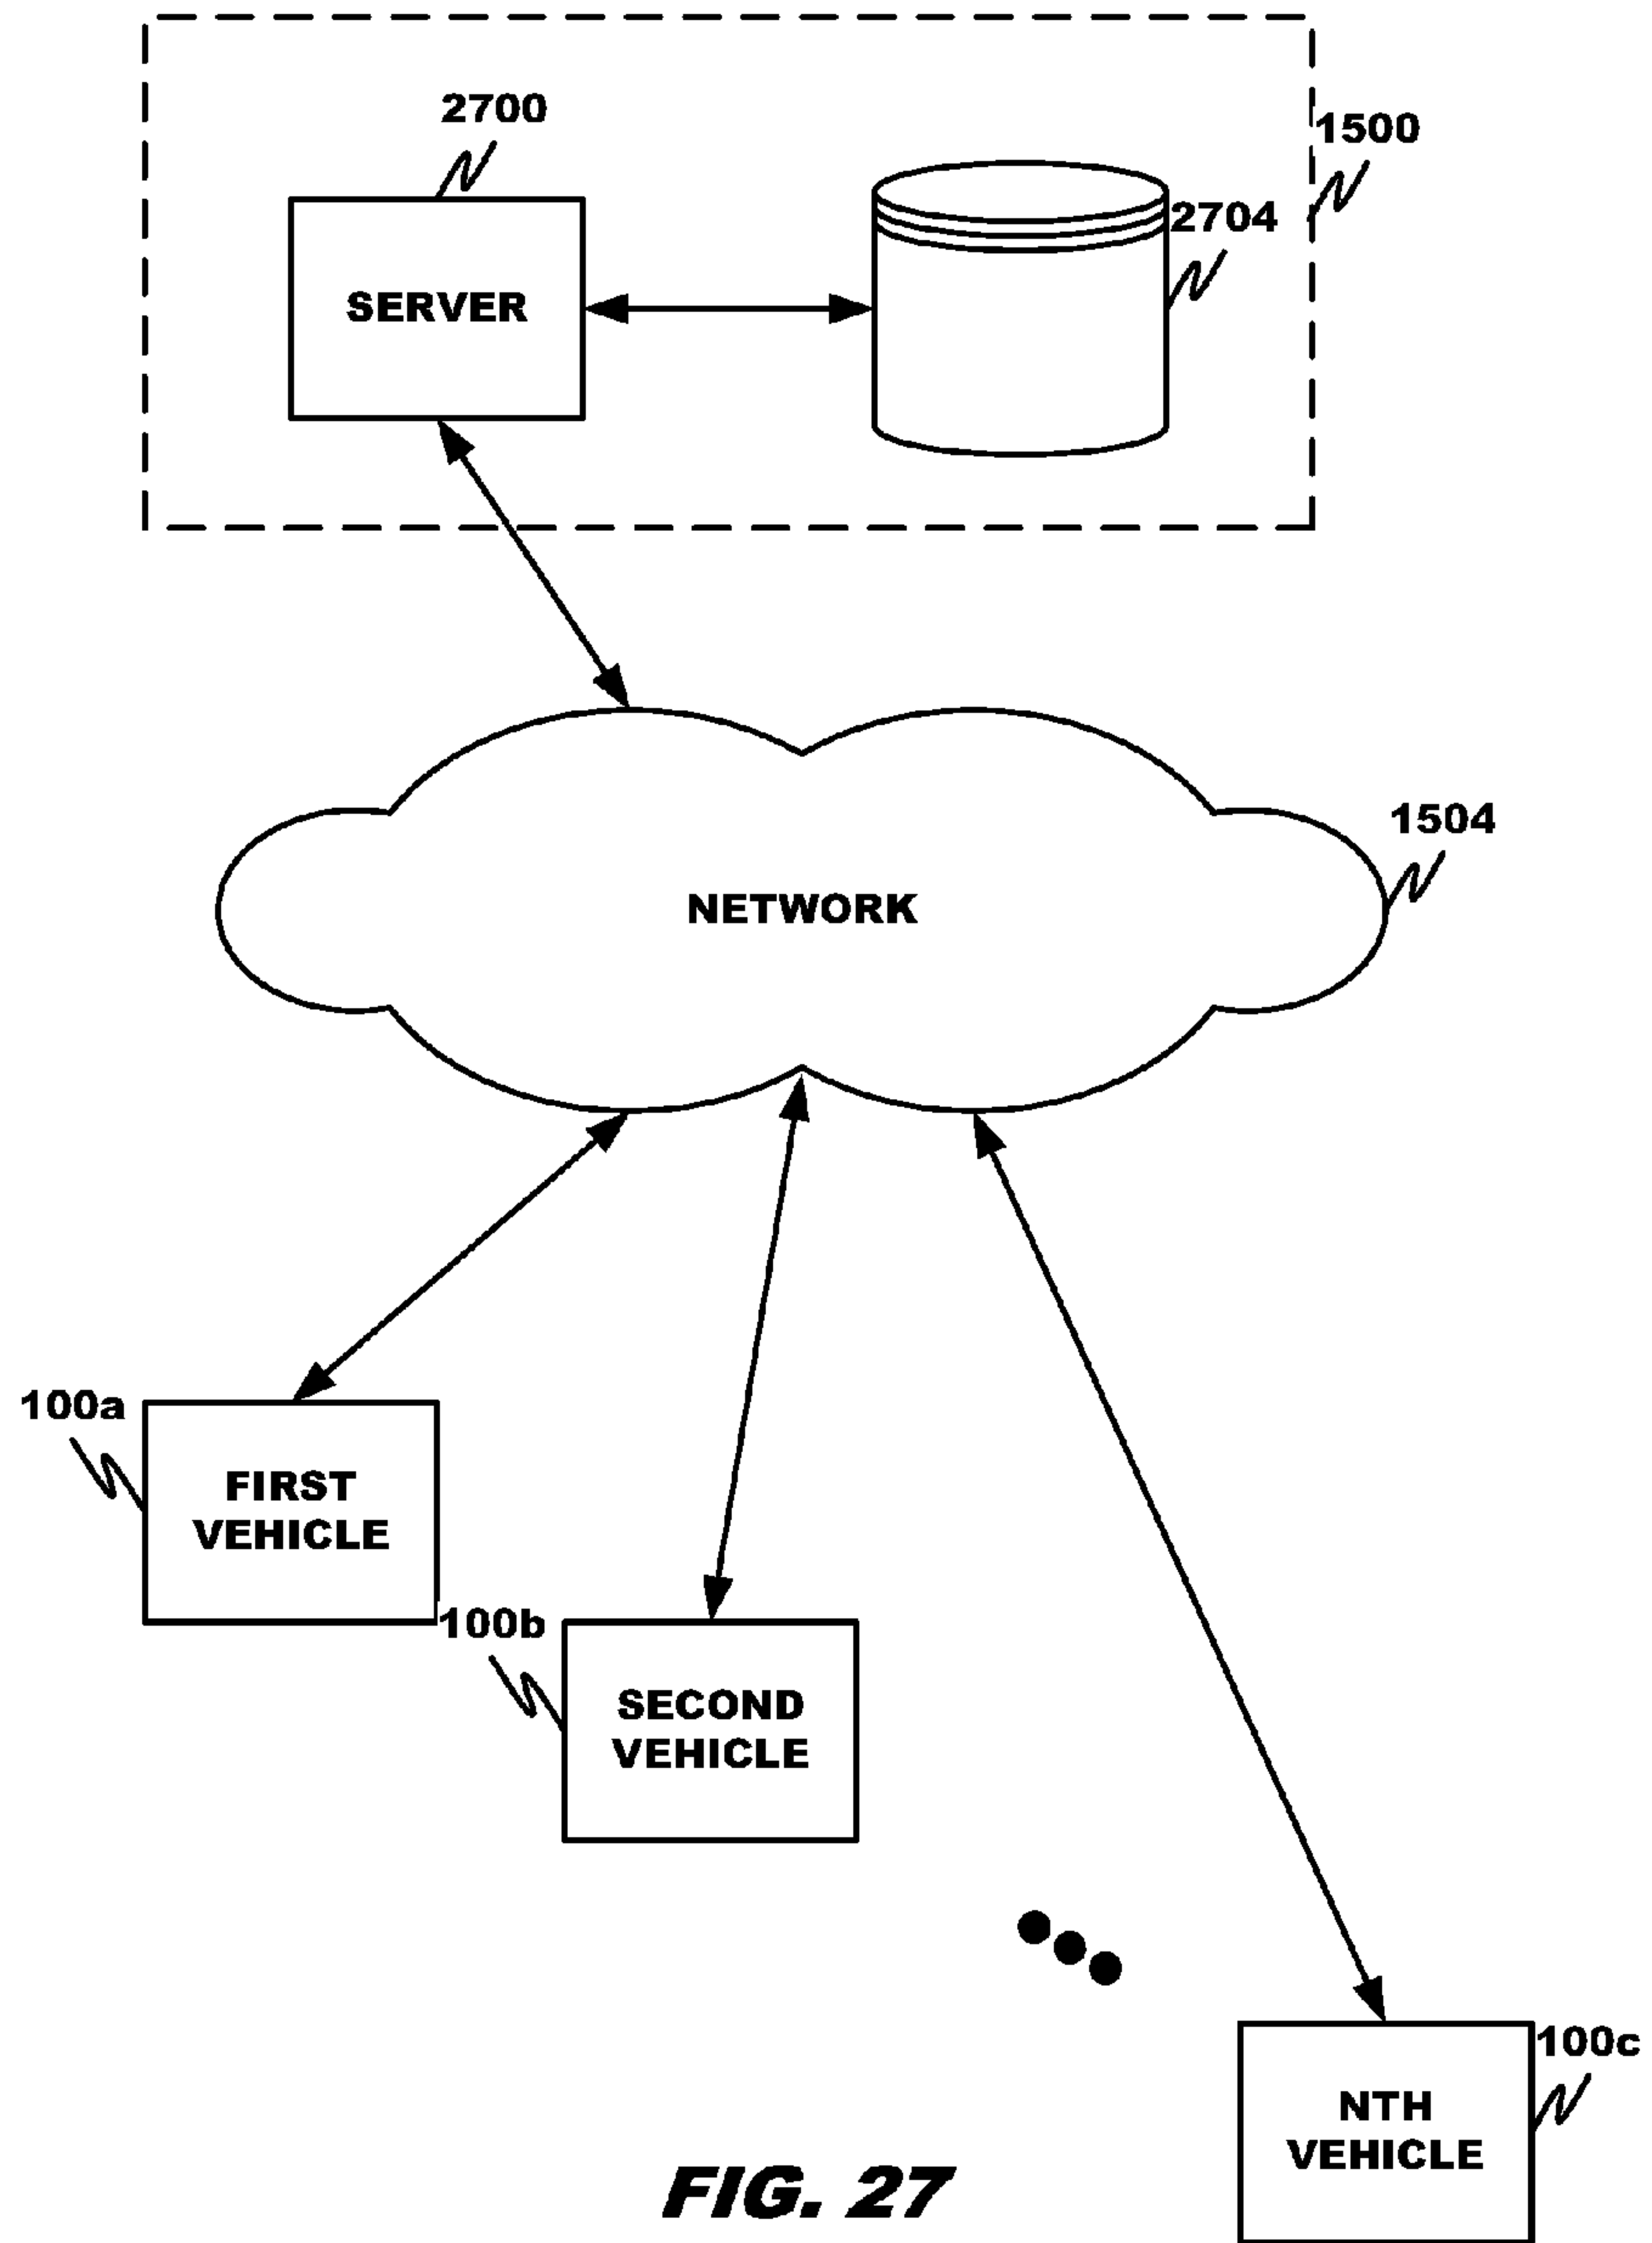 2700
1500
2704
SERVER
1504
NETWORK
100a
FIRST
VEHICLE
100b
SECOND
VEHICLE
100c
NTH
VEHICLE
FIG. 27